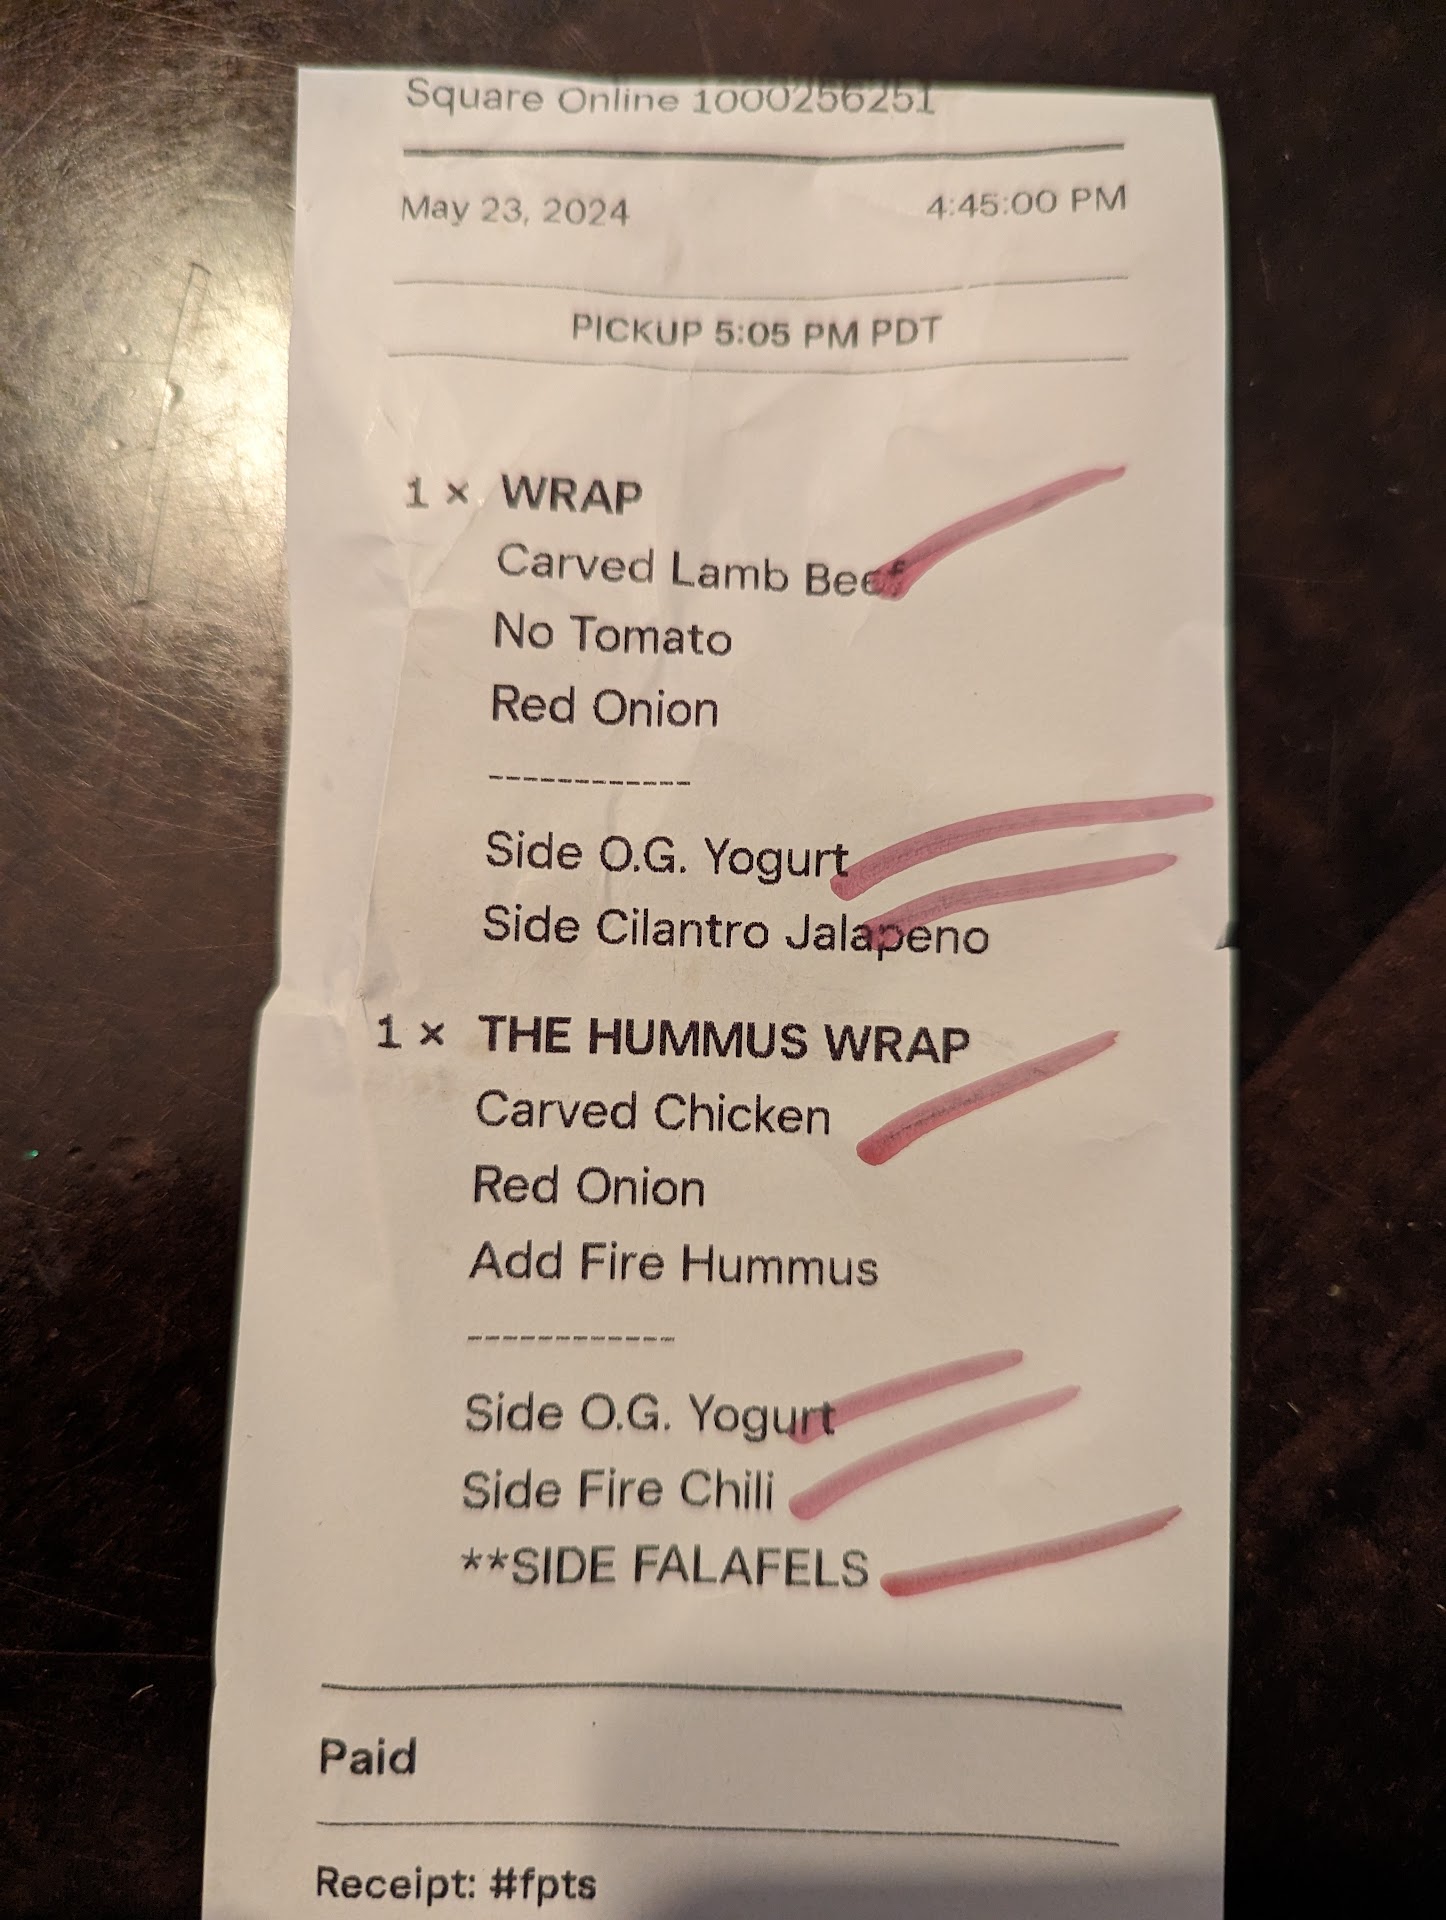 Square Online 1000256251
May 23, 2024 4:45:00 PM
PICKUP 5:05 PM PDT
1 × WRAP
Carved Lamb Beef
No Tomato
Red Onion
------------
Side O.G. Yogurt
Side Cilantro Jalapeno
1 × THE HUMMUS WRAP
Carved Chicken
Red Onion
Add Fire Hummus
------------
Side O.G. Yogurt
Side Fire Chili
**SIDE FALAFELS
Paid
Receipt: #fpts